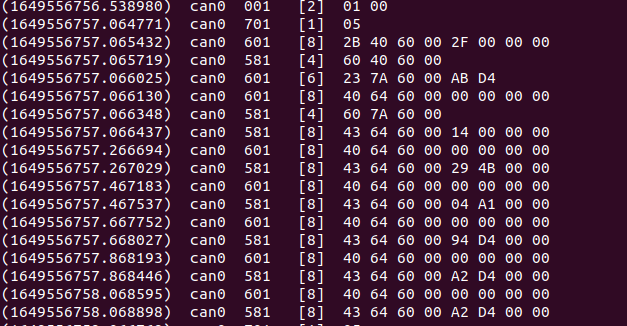 (1649556756.538980) can0 001 [2] 01 00
(1649556757.064771) can0 701 [1] 05
(1649556757.065432) can0 601 [8] 2B 40 60 00 2F 00 00 00
(1649556757.065719) can0 581 [4] 60 40 60 00
(1649556757.066025) can0 601 [6] 23 7A 60 00 AB D4
(1649556757.066130) can0 601 [8] 40 64 60 00 00 00 00 00
(1649556757.066348) can0 581 [4] 60 7A 60 00
(1649556757.066437) can0 581 [8] 43 64 60 00 14 00 00 00
(1649556757.266694) can0 601 [8] 40 64 60 00 00 00 00 00
(1649556757.267029) can0 581 [8] 43 64 60 00 29 4B 00 00
(1649556757.467183) can0 601 [8] 40 64 60 00 00 00 00 00
(1649556757.467537) can0 581 [8] 43 64 60 00 04 A1 00 00
(1649556757.667752) can0 601 [8] 40 64 60 00 00 00 00 00
(1649556757.668027) can0 581 [8] 43 64 60 00 94 D4 00 00
(1649556757.868193) can0 601 [8] 40 64 60 00 00 00 00 00
(1649556757.868446) can0 581 [8] 43 64 60 00 A2 D4 00 00
(1649556758.068595) can0 601 [8] 40 64 60 00 00 00 00 00
(1649556758.068898) can0 581 [8] 43 64 60 00 A2 D4 00 00